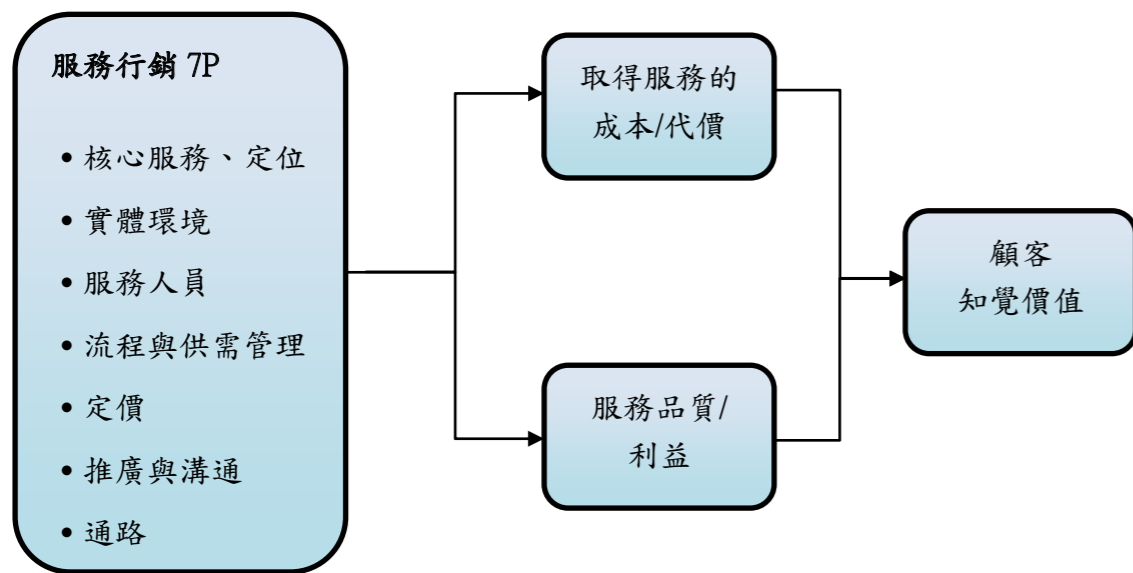 服務行銷 7P
• 核心服務、定位
• 實體環境
• 服務人員
• 流程與供需管理
• 定價
• 推廣與溝通
• 通路
取得服務的
成本/代價
服務品質/
利益
顧客
知覺價值